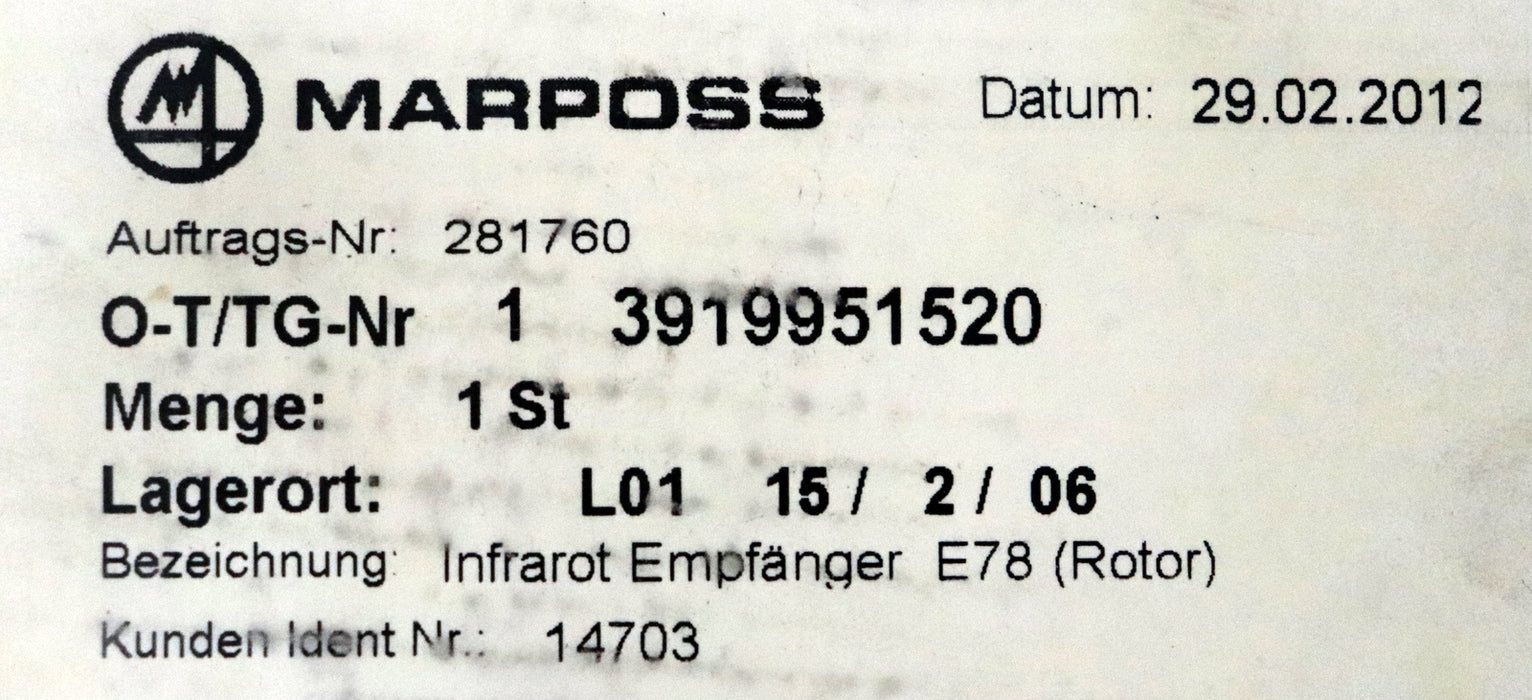 MARPOSS Datum: 29.02.2012
Auftrags-Nr: 281760
O-T/TG-Nr 1 3919951520
Menge: 1 St
Lagerort: L01 15 / 2 / 06
Bezeichnung: Infrarot Empfänger E78 (Rotor)
Kunden Ident Nr.: 14703